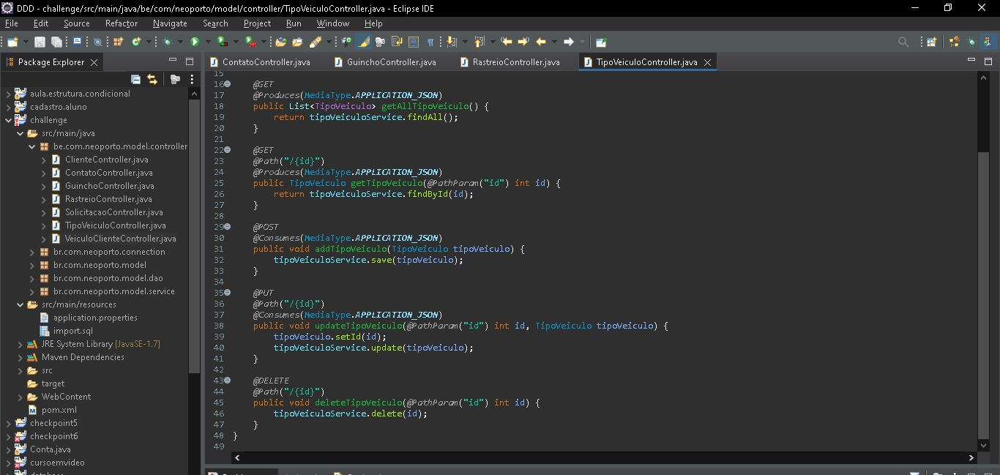 DDD - challenge/src/main/java/be/com/neoporto/model/controller/TipoVeiculoController.java - Eclipse IDE
File Edit Source Refactor Navigate Search Project Run Window Help
Package Explorer
ContatoController.java GuinchoController.java RastreioController.java TipoVeiculoController.java
aula.estrutura.condicional
cadastro.aluno
challenge
src/main/java
be.com.neoporto.model.controller
ClienteController.java
ContatoController.java
GuinchoController.java
RastreioController.java
SolicitacaoController.java
TipoVeiculoController.java
VeiculoClienteController.java
br.com.neoporto.connection
br.com.neoporto.model
br.com.neoporto.model.dao
br.com.neoporto.model.service
src/main/resources
application.properties
import.sql
JRE System Library [JavaSE-1.7]
Maven Dependencies
src
target
WebContent
pom.xml
checkpoint5
checkpoint6
Conta.java
cursoemvideo
15
16 @GET
17 @Produces(MediaType.APPLICATION_JSON)
18 public List<TipoVeiculo> getAllTipoVeiculo() {
19 return tipoVeiculoService.findAll();
20 }
21
22 @GET
23 @Path("/{id}")
24 @Produces(MediaType.APPLICATION_JSON)
25 public TipoVeiculo getTipoVeiculo(@PathParam("id") int id) {
26 return tipoVeiculoService.findById(id);
27 }
28
29 @POST
30 @Consumes(MediaType.APPLICATION_JSON)
31 public void addTipoVeiculo(TipoVeiculo tipoVeiculo) {
32 tipoVeiculoService.save(tipoVeiculo);
33 }
34
35 @PUT
36 @Path("/{id}")
37 @Consumes(MediaType.APPLICATION_JSON)
38 public void updateTipoVeiculo(@PathParam("id") int id, TipoVeiculo tipoVeiculo) {
39 tipoVeiculo.setId(id);
40 tipoVeiculoService.update(tipoVeiculo);
41 }
42
43 @DELETE
44 @Path("/{id}")
45 public void deleteTipoVeiculo(@PathParam("id") int id) {
46 tipoVeiculoService.delete(id);
47 }
48 }
49